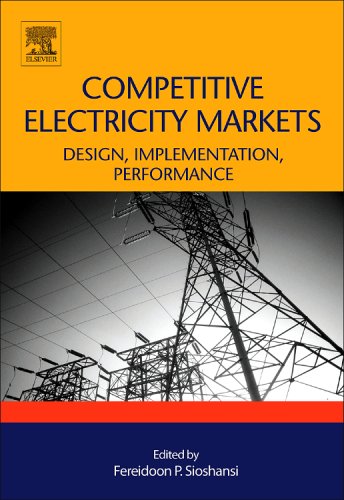 ELSEVIER
COMPETITIVE
ELECTRICITY MARKETS
DESIGN, IMPLEMENTATION,
PERFORMANCE
Edited by
Fereidoon P. Sioshansi